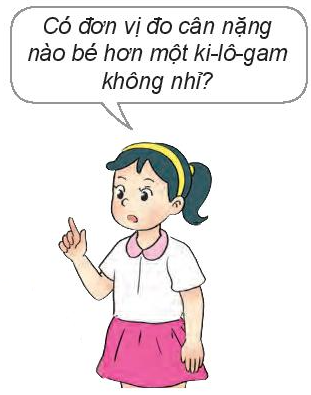 Có đơn vị đo cân nặng
nào bé hơn một ki-lô-gam
không nhỉ?